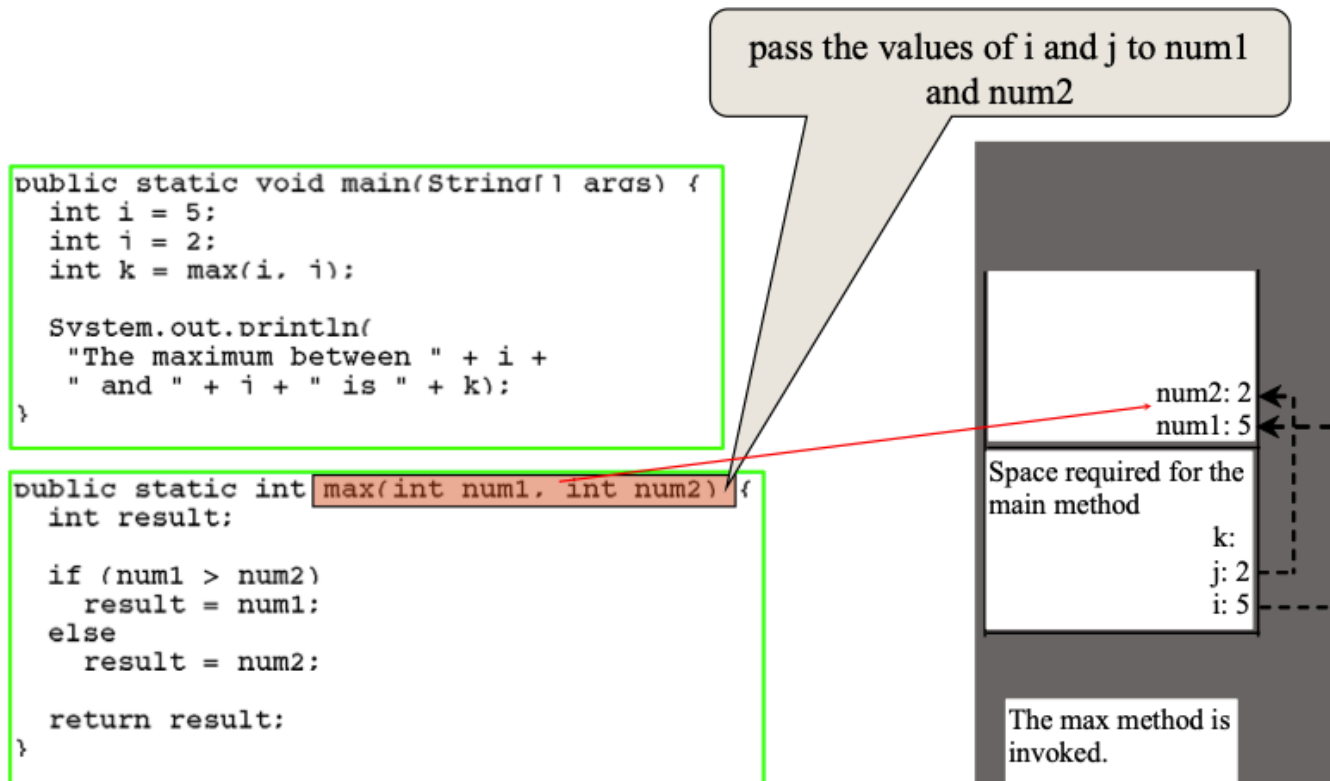 pass the values of i and j to num1
and num2
public static void main(String[] args) {
int i = 5;
int j = 2;
int k = max(i, j);
System.out.println(
"The maximum between " + i +
" and " + j + " is " + k);
}
public static int max(int num1, int num2) {
int result;
if (num1 > num2)
result = num1;
else
result = num2;
return result;
}
num2: 2
num1: 5
Space required for the
main method
k:
j: 2
i: 5
The max method is
invoked.